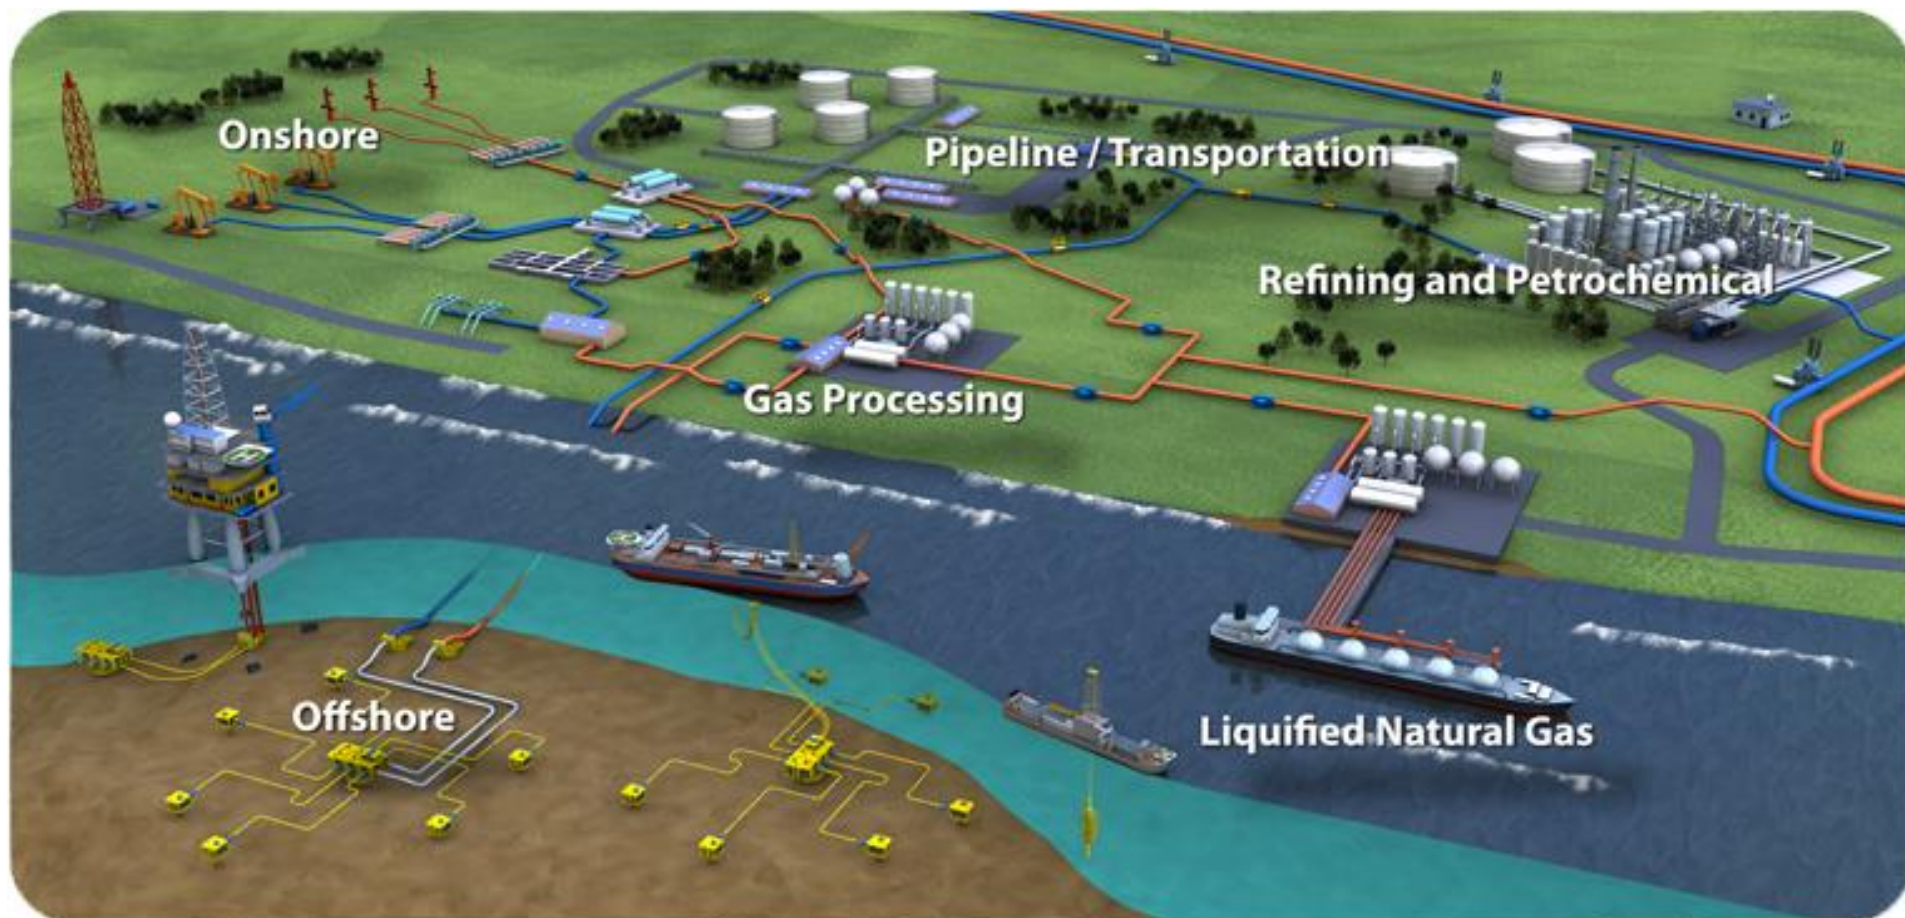 Onshore
Pipeline / Transportation
Refining and Petrochemical
Gas Processing
Offshore
Liquified Natural Gas